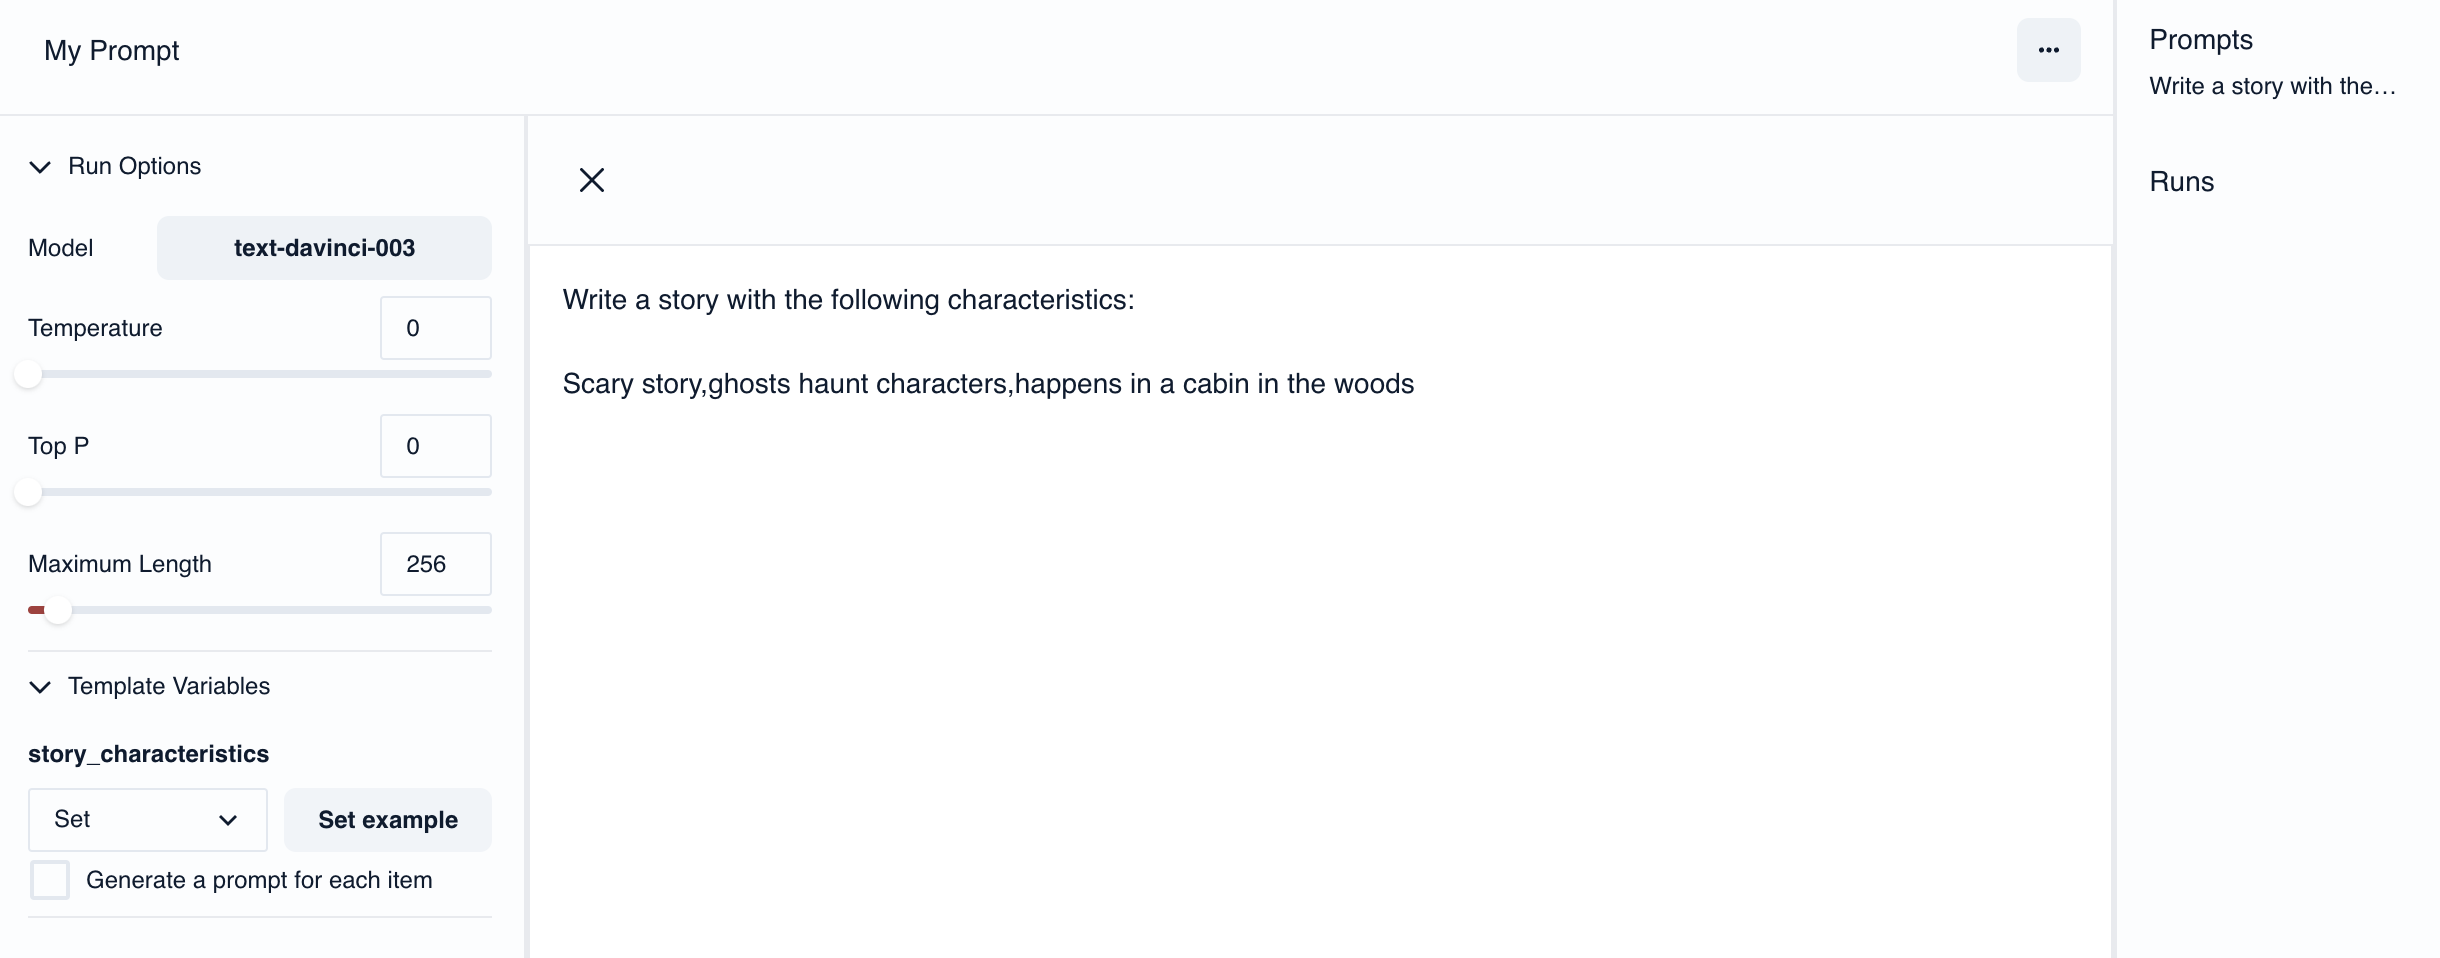 My Prompt
•••
Run Options
Model
text-davinci-003
Temperature
0
Top P
0
Maximum Length
256
Template Variables
story_characteristics
Set
Set example
Generate a prompt for each item
Write a story with the following characteristics:
Scary story,ghosts haunt characters,happens in a cabin in the woods
Prompts
Write a story with the…
Runs